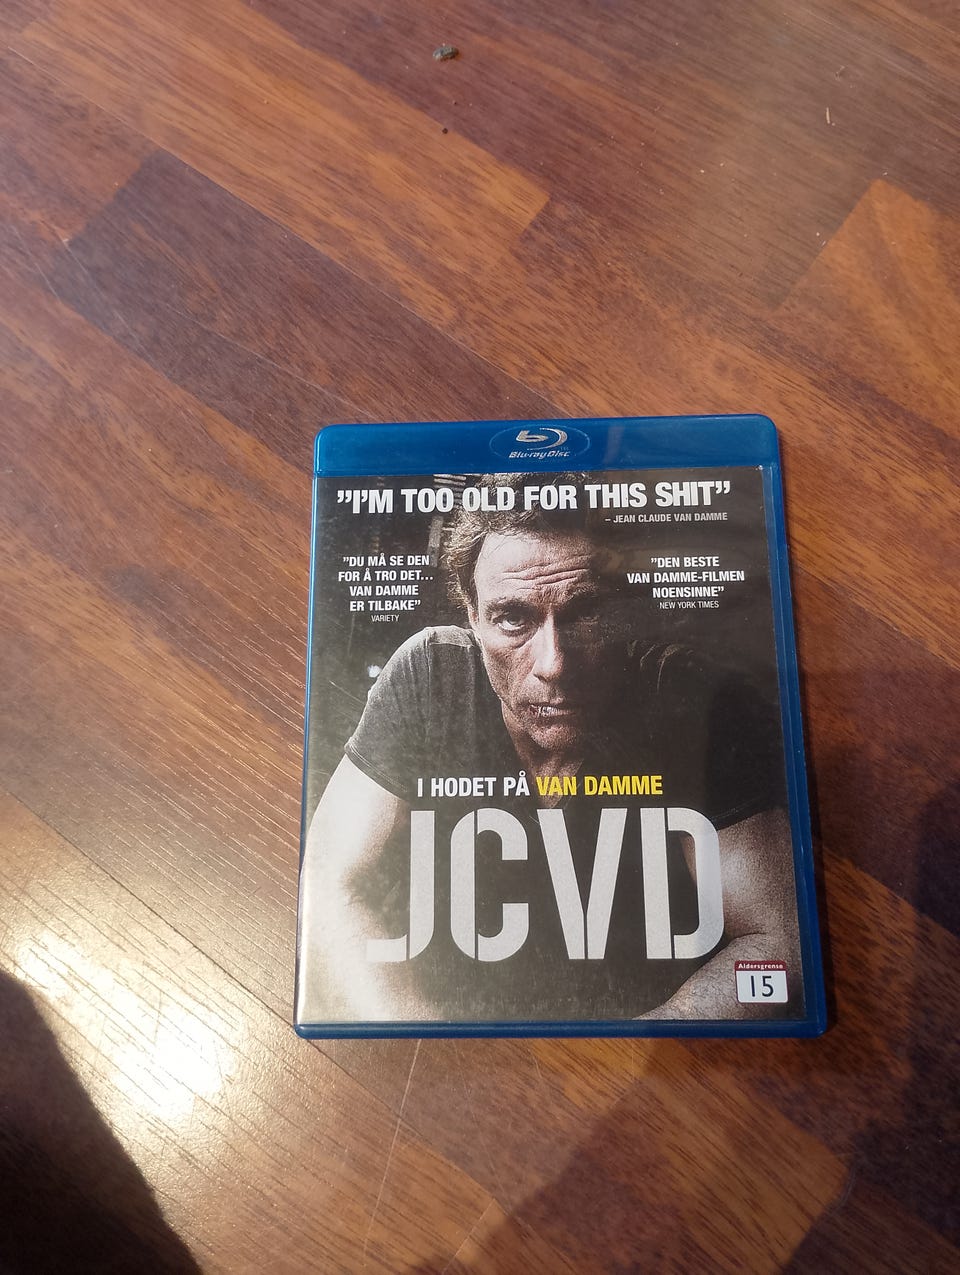 Blu-ray Disc
"I'M TOO OLD FOR THIS SHIT"
– JEAN CLAUDE VAN DAMME
"DU MÅ SE DEN
FOR Å TRO DET...
VAN DAMME
ER TILBAKE"
VARIETY
"DEN BESTE
VAN DAMME-FILMEN
NOENSINNE"
NEW YORK TIMES
I HODET PÅ VAN DAMME
JCVD
Aldersgrense
15